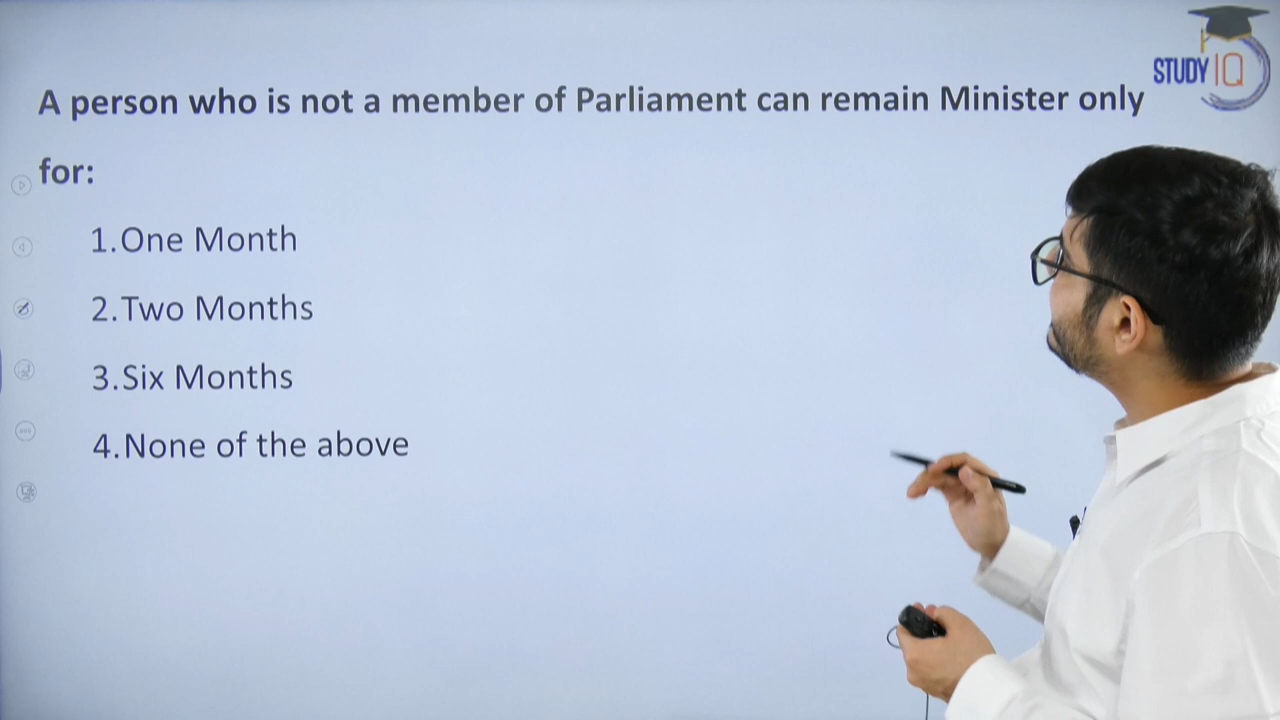 STUDY IQ
A person who is not a member of Parliament can remain Minister only
for:
1.One Month
2.Two Months
3.Six Months
4.None of the above